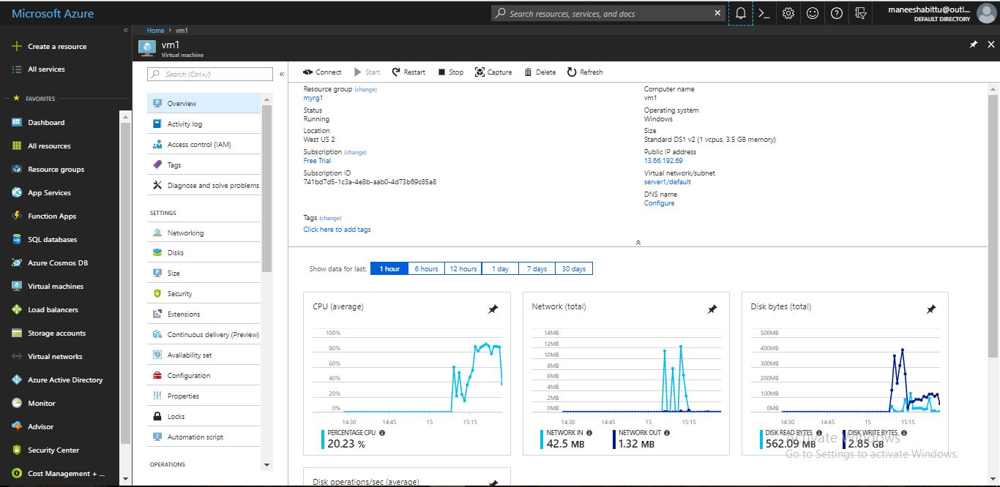 Microsoft Azure
Search resources, services, and docs
maneeshabittu@outl...
DEFAULT DIRECTORY
Create a resource
All services
FAVORITES
Dashboard
All resources
Resource groups
App Services
Function Apps
SQL databases
Azure Cosmos DB
Virtual machines
Load balancers
Storage accounts
Virtual networks
Azure Active Directory
Monitor
Advisor
Security Center
Cost Management + ...
Home > vm1
vm1
Virtual machine
Search (Ctrl+/)
Overview
Activity log
Access control (IAM)
Tags
Diagnose and solve problems
SETTINGS
Networking
Disks
Size
Security
Extensions
Continuous delivery (Preview)
Availability set
Configuration
Properties
Locks
Automation script
OPERATIONS
Connect Start Restart Stop Capture Delete Refresh
Resource group (change)
myrg1
Status
Running
Location
West US 2
Subscription (change)
Free Trial
Subscription ID
741bd7d5-1c3a-4e8b-aab0-4d73b69c85a8
Computer name
vm1
Operating system
Windows
Size
Standard DS1 v2 (1 vcpus, 3.5 GB memory)
Public IP address
13.66.192.69
Virtual network/subnet
server1/default
DNS name
Configure
Tags (change)
Click here to add tags
Show data for last: 1 hour 6 hours 12 hours 1 day 7 days 30 days
CPU (average)
100%
80%
60%
40%
20%
0%
14:30 14:45 15 15:15
PERCENTAGE CPU
20.23 %
Network (total)
14MB
12MB
10MB
8MB
6MB
4MB
2MB
0MB
14:30 14:45 15 15:15
NETWORK IN NETWORK OUT
42.5 MB 1.32 MB
Disk bytes (total)
500MB
400MB
300MB
200MB
100MB
0MB
14:30 14:45 15 15:15
DISK READ BYTES DISK WRITE BYTES
562.09 MB 2.85 GB
Activate Windows
Go to Settings to activate Windows.
Disk operations/sec (average)